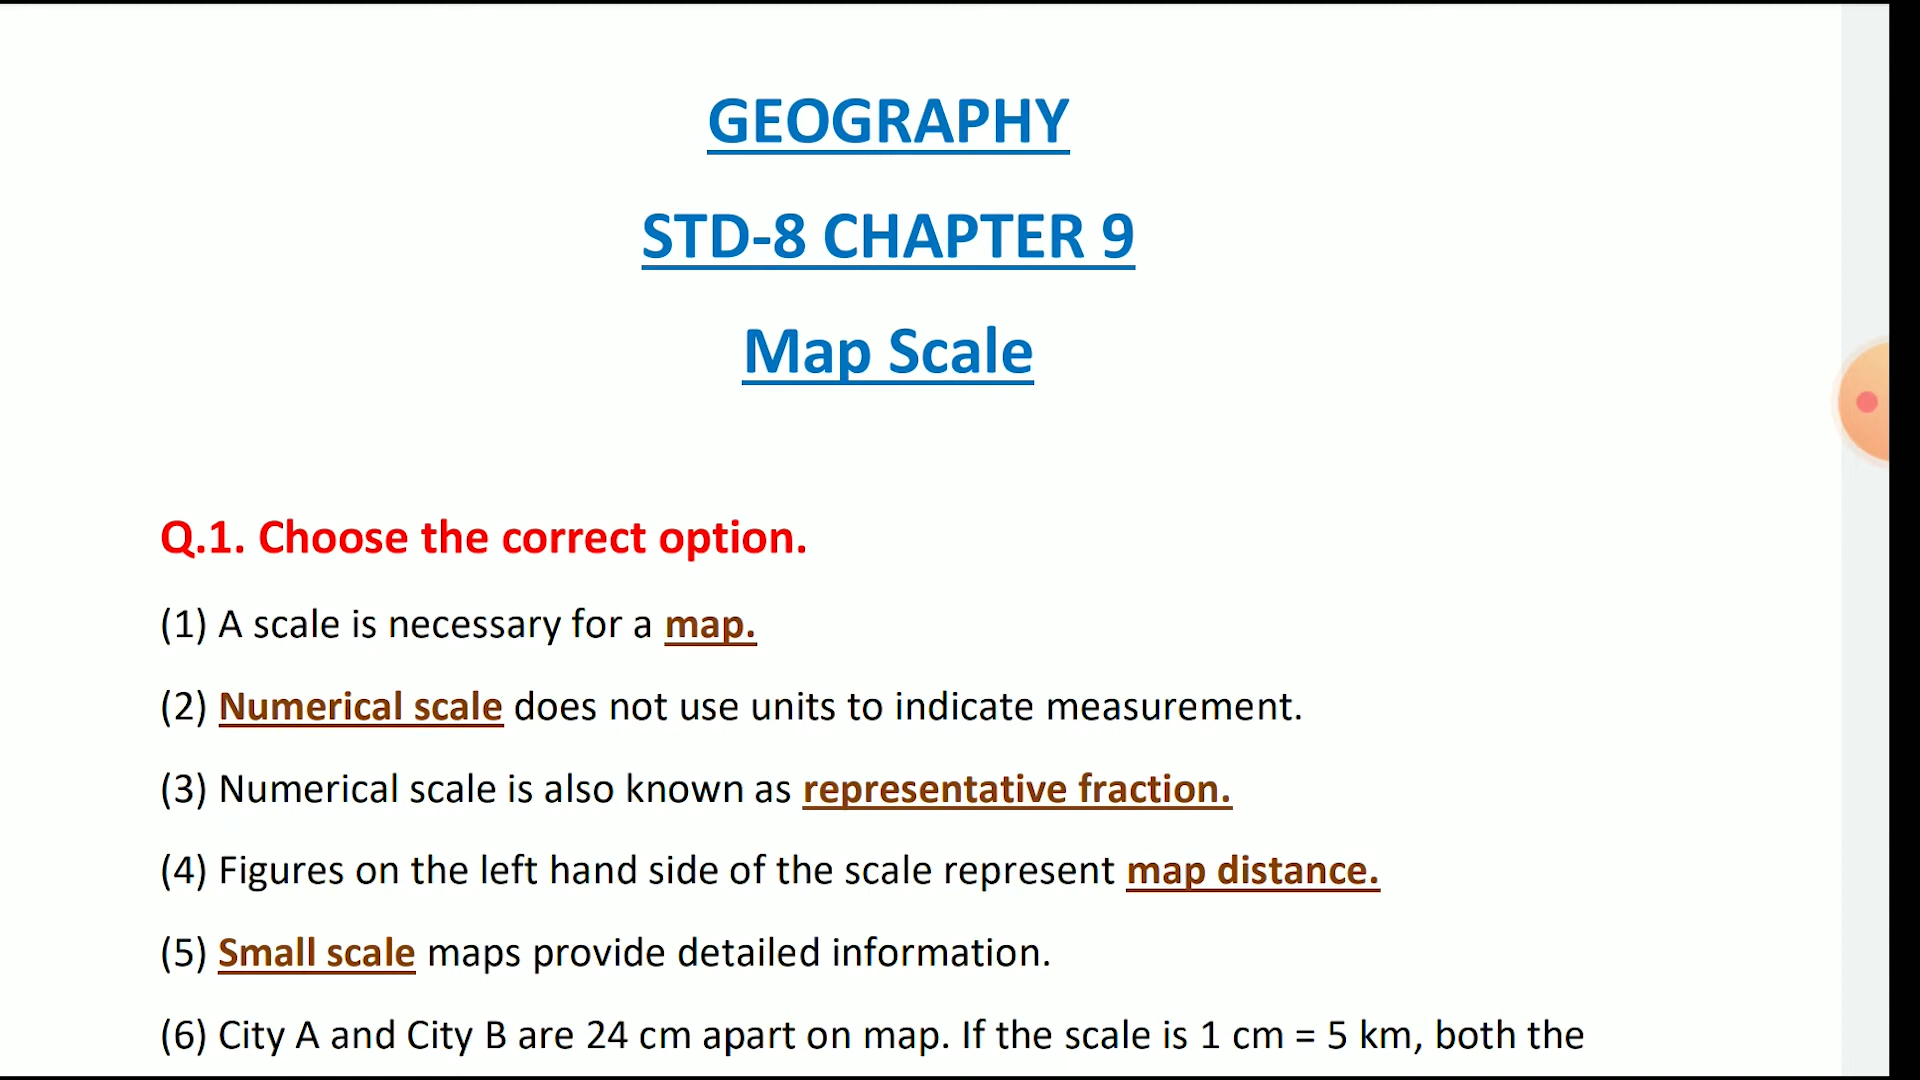 GEOGRAPHY
STD-8 CHAPTER 9
Map Scale
Q.1. Choose the correct option.
(1) A scale is necessary for a map.
(2) Numerical scale does not use units to indicate measurement.
(3) Numerical scale is also known as representative fraction.
(4) Figures on the left hand side of the scale represent map distance.
(5) Small scale maps provide detailed information.
(6) City A and City B are 24 cm apart on map. If the scale is 1 cm = 5 km, both the